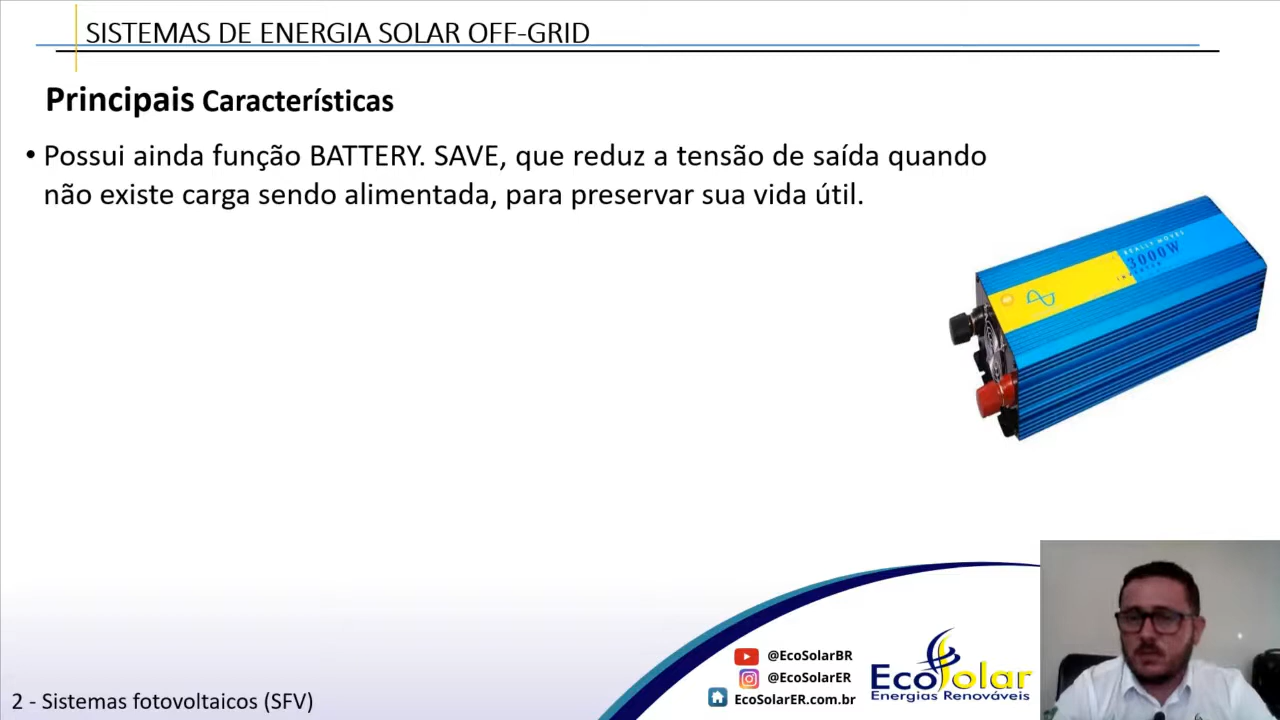 SISTEMAS DE ENERGIA SOLAR OFF-GRID
Principais Características
• Possui ainda função BATTERY. SAVE, que reduz a tensão de saída quando
não existe carga sendo alimentada, para preservar sua vida útil.
REALLY MOYES
3000W
@EcoSolarBR
@EcoSolarER
EcoSolarER.com.br
EcoSolar
Energias Renováveis
2 - Sistemas fotovoltaicos (SFV)